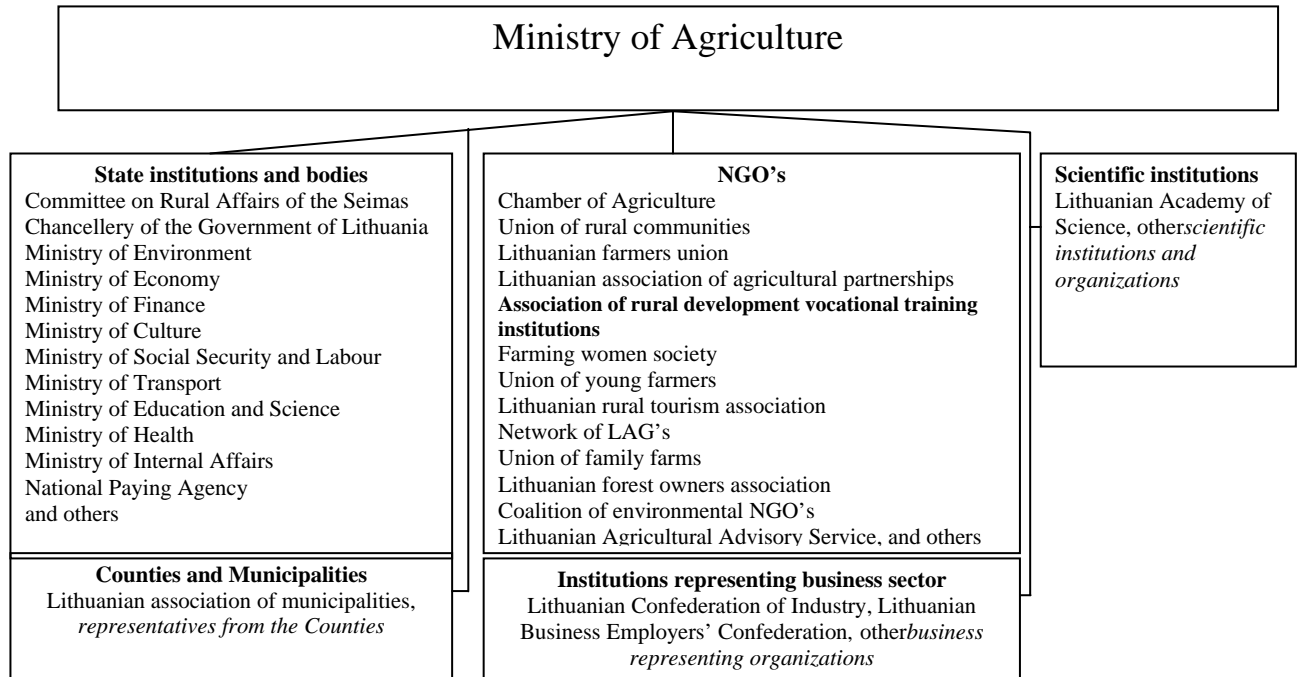 Ministry of Agriculture
State institutions and bodies
Committee on Rural Affairs of the Seimas
Chancellery of the Government of Lithuania
Ministry of Environment
Ministry of Economy
Ministry of Finance
Ministry of Culture
Ministry of Social Security and Labour
Ministry of Transport
Ministry of Education and Science
Ministry of Health
Ministry of Internal Affairs
National Paying Agency
and others
Counties and Municipalities
Lithuanian association of municipalities,
representatives from the Counties
NGO's
Chamber of Agriculture
Union of rural communities
Lithuanian farmers union
Lithuanian association of agricultural partnerships
Association of rural development vocational training
institutions
Farming women society
Union of young farmers
Lithuanian rural tourism association
Network of LAG's
Union of family farms
Lithuanian forest owners association
Coalition of environmental NGO's
Lithuanian Agricultural Advisory Service, and others
Institutions representing business sector
Lithuanian Confederation of Industry, Lithuanian
Business Employers' Confederation, otherbusiness
representing organizations
Scientific institutions
Lithuanian Academy of
Science, otherscientific
institutions and
organizations